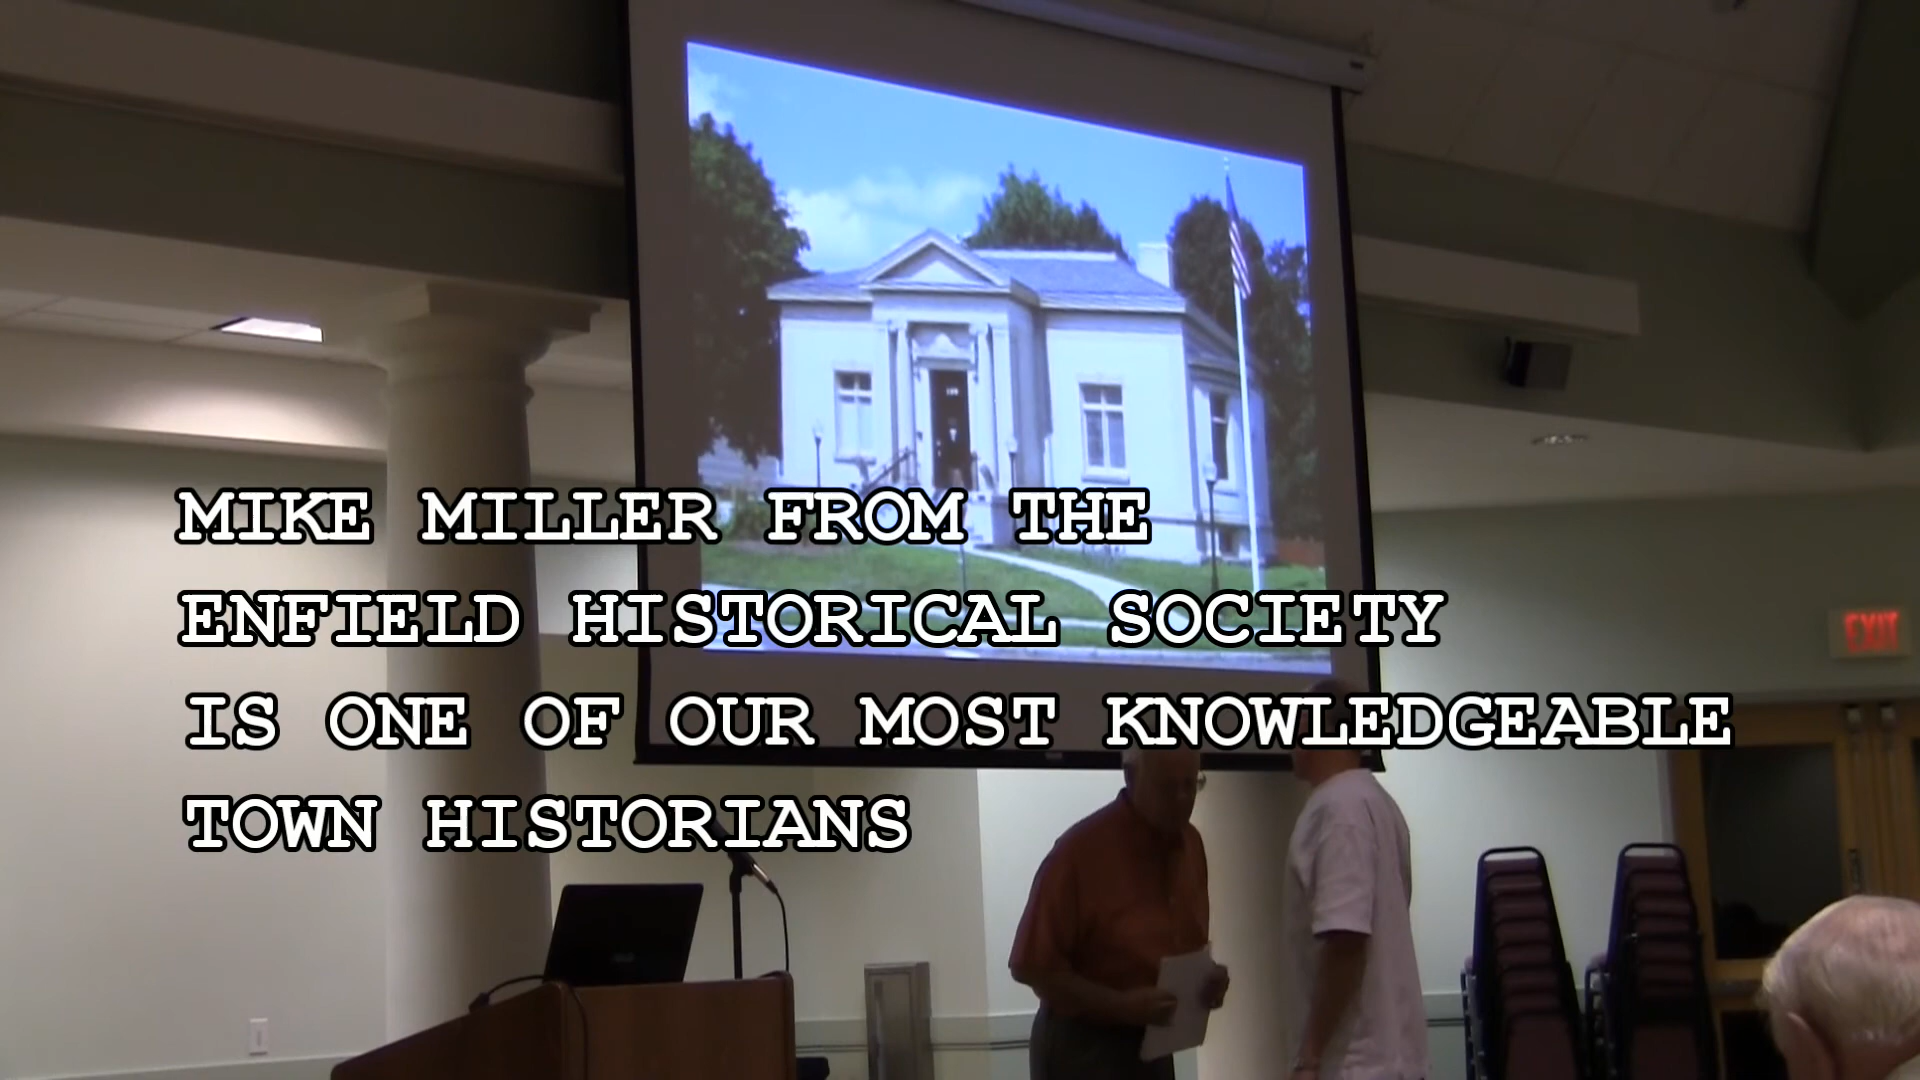 MIKE MILLER FROM THE
ENFIELD HISTORICAL SOCIETY
IS ONE OF OUR MOST KNOWLEDGEABLE
TOWN HISTORIANS
EXIT